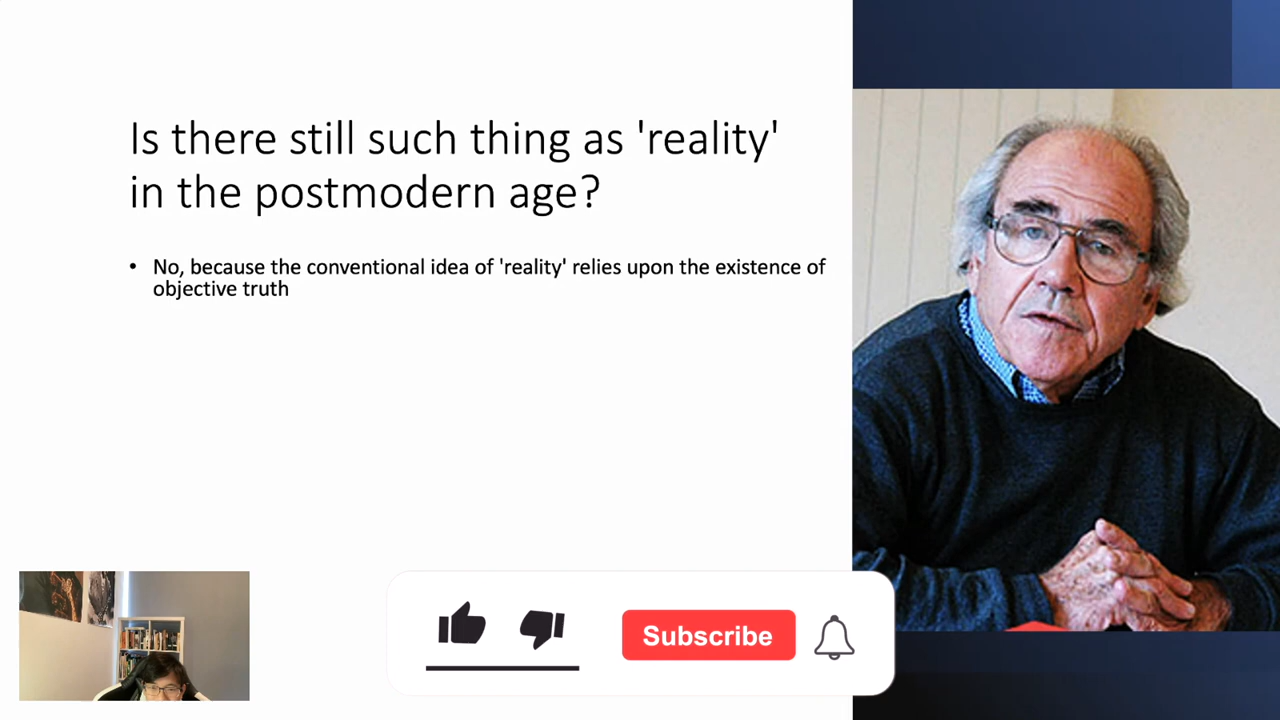 Is there still such thing as 'reality'
in the postmodern age?
• No, because the conventional idea of 'reality' relies upon the existence of
objective truth
Subscribe